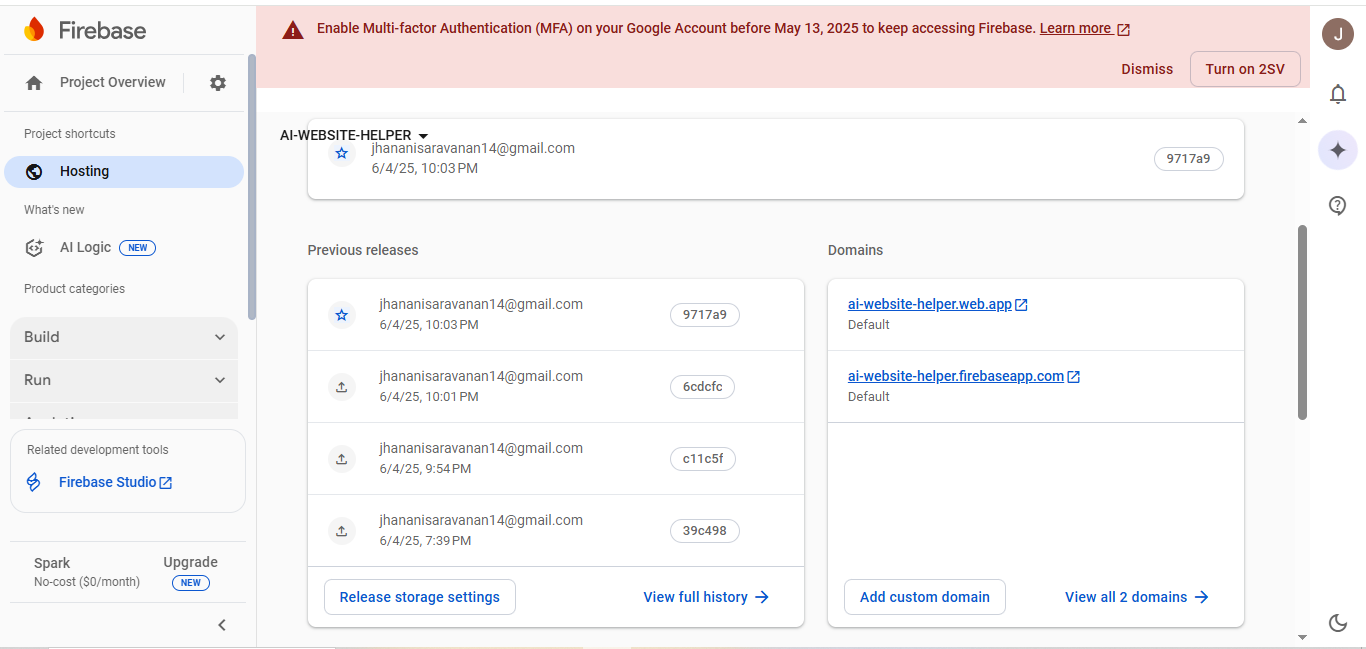 Firebase
Project Overview
Project shortcuts
Hosting
What's new
AI Logic NEW
Product categories
Build
Run
Related development tools
Firebase Studio
Spark
No-cost ($0/month)
Upgrade
NEW
Enable Multi-factor Authentication (MFA) on your Google Account before May 13, 2025 to keep accessing Firebase. Learn more
Dismiss
Turn on 2SV
J
AI-WEBSITE-HELPER
jhananisaravanan14@gmail.com
6/4/25, 10:03 PM
9717a9
Previous releases
jhananisaravanan14@gmail.com
6/4/25, 10:03 PM
9717a9
jhananisaravanan14@gmail.com
6/4/25, 10:01 PM
6cdcfc
jhananisaravanan14@gmail.com
6/4/25, 9:54 PM
c11c5f
jhananisaravanan14@gmail.com
6/4/25, 7:39 PM
39c498
Release storage settings
View full history
Domains
ai-website-helper.web.app
Default
ai-website-helper.firebaseapp.com
Default
Add custom domain
View all 2 domains